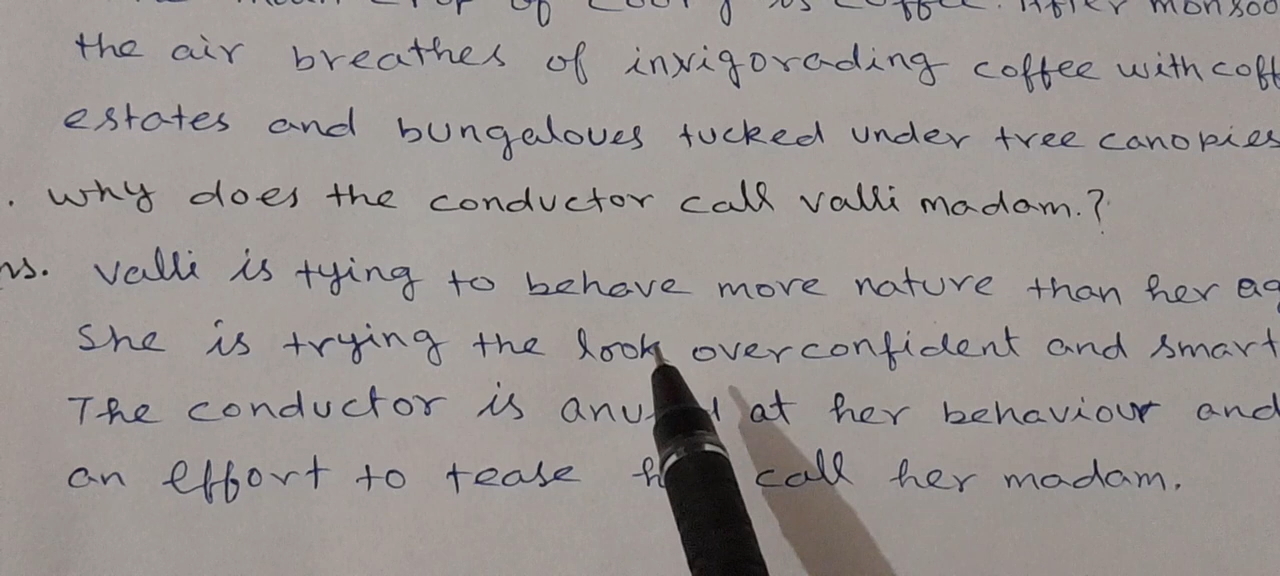 the air breathes of invigorading coffee with coff
estates and bungaloves tucked under tree canopies
. why does the conductor call valli madam.?
ns. valli is tying to behave more nature than her ag
She is trying the look overconfident and smart
The conductor is at her behaviour and
an effort to tease call her madam.